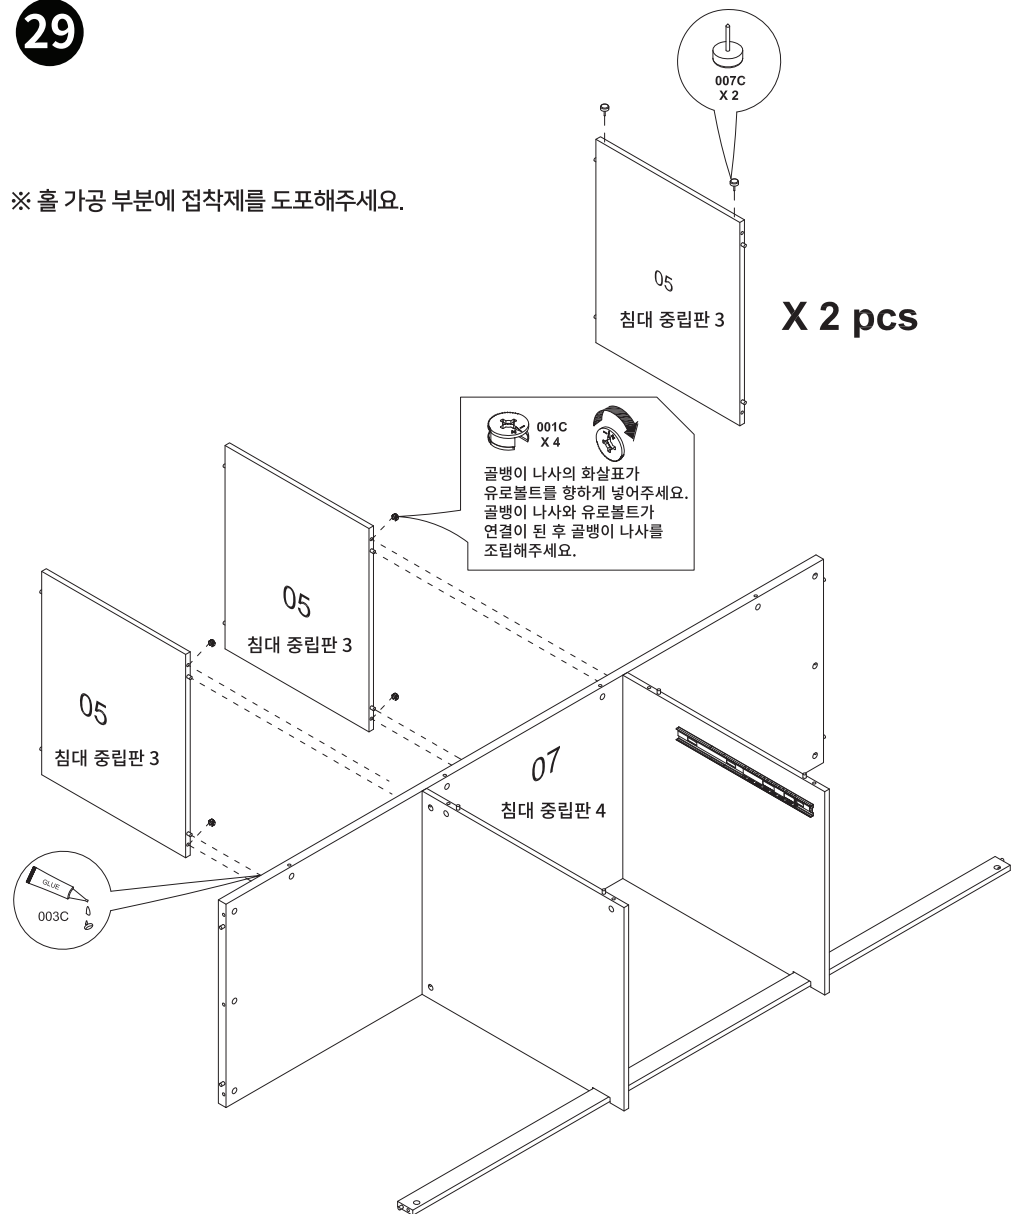 29
007C
X 2
※ 홀 가공 부분에 접착제를 도포해주세요.
05
침대 중립판 3
X 2 pcs
001C
X 4
골뱅이 나사의 화살표가
유로볼트를 향하게 넣어주세요.
골뱅이 나사와 유로볼트가
연결이 된 후 골뱅이 나사를
조립해주세요.
05
침대 중립판 3
05
침대 중립판 3
07
침대 중립판 4
GLUE
003C